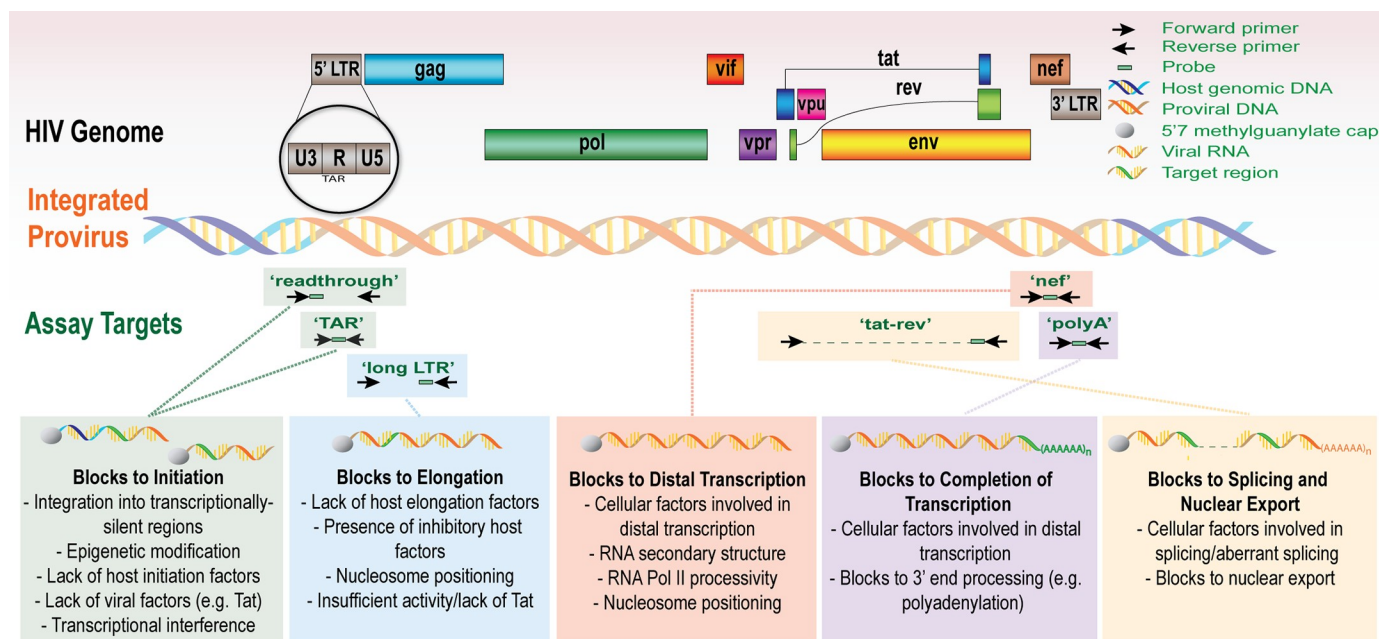 HIV Genome
5' LTR
gag
vif
tat
nef
vpu
rev
3' LTR
pol
vpr
env
U3 R U5
TAR
Forward primer
Reverse primer
Probe
Host genomic DNA
Proviral DNA
5'7 methylguanylate cap
Viral RNA
Target region
Integrated
Provirus
Assay Targets
'readthrough'
'TAR'
'long LTR'
'nef'
'tat-rev'
'polyA'
Blocks to Initiation
- Integration into transcriptionally-
silent regions
- Epigenetic modification
- Lack of host initiation factors
- Lack of viral factors (e.g. Tat)
- Transcriptional interference
Blocks to Elongation
- Lack of host elongation factors
- Presence of inhibitory host
factors
- Nucleosome positioning
- Insufficient activity/lack of Tat
Blocks to Distal Transcription
- Cellular factors involved in
distal transcription
- RNA secondary structure
- RNA Pol II processivity
- Nucleosome positioning
(AAAAAA)n
Blocks to Completion of
Transcription
- Cellular factors involved in distal
transcription
- Blocks to 3' end processing (e.g.
polyadenylation)
(AAAAAA)n
Blocks to Splicing and
Nuclear Export
- Cellular factors involved in
splicing/aberrant splicing
- Blocks to nuclear export